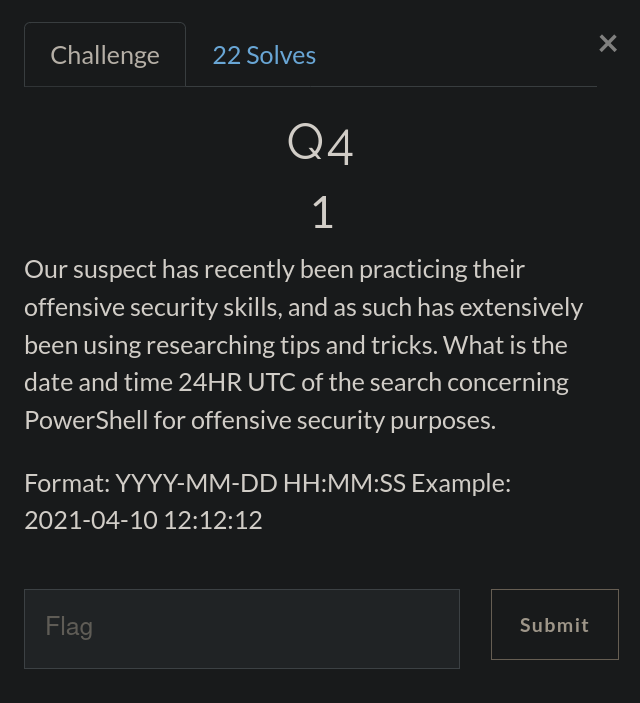 Challenge
22 Solves
×
Q4
1
Our suspect has recently been practicing their
offensive security skills, and as such has extensively
been using researching tips and tricks. What is the
date and time 24HR UTC of the search concerning
PowerShell for offensive security purposes.
Format: YYYY-MM-DD HH:MM:SS Example:
2021-04-10 12:12:12
Flag
Submit